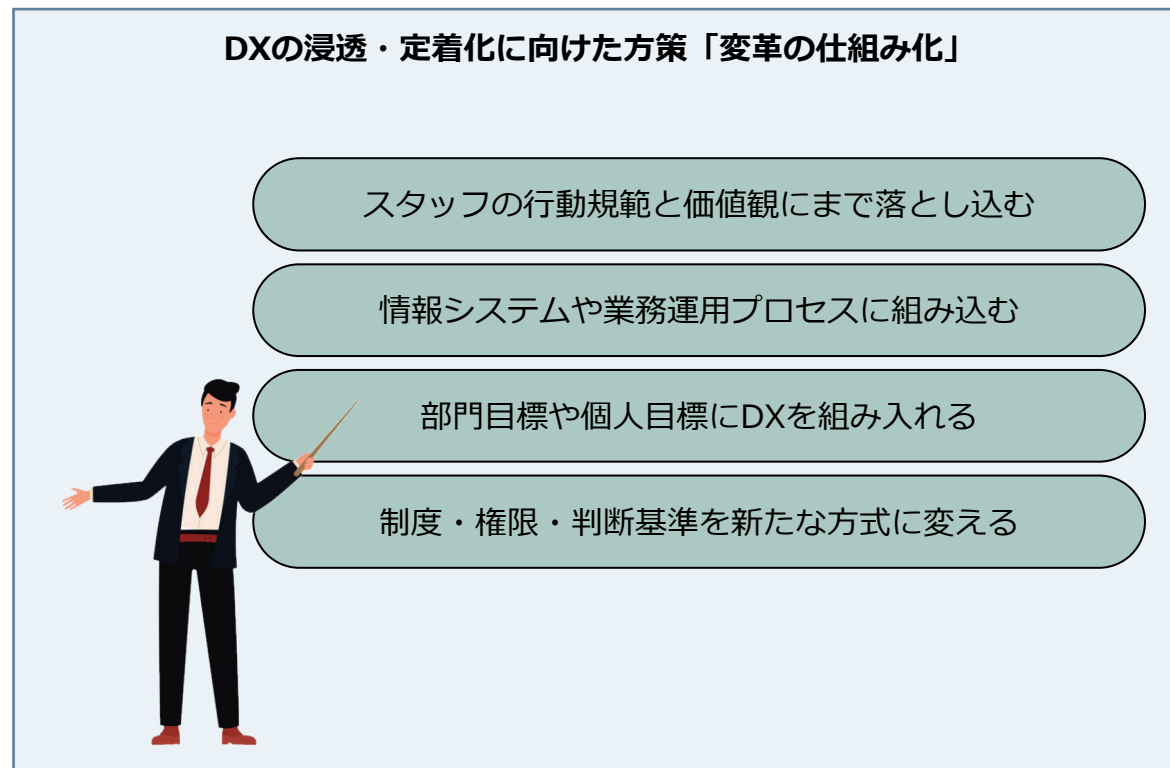 DXの浸透・定着化に向けた方策「変革の仕組み化」
スタッフの行動規範と価値観にまで落とし込む
情報システムや業務運用プロセスに組み込む
部門目標や個人目標にDXを組み入れる
制度・権限・判断基準を新たな方式に変える